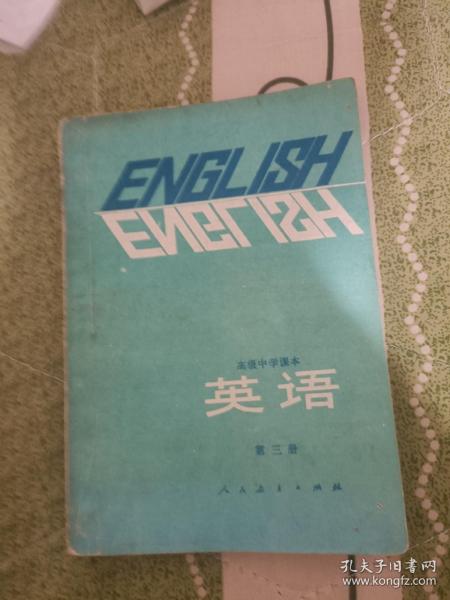 ENGLISH
ENGLISH
高级中学课本
英语
第三册
人民教育出版社
孔夫子旧书网
www.kongfz.com